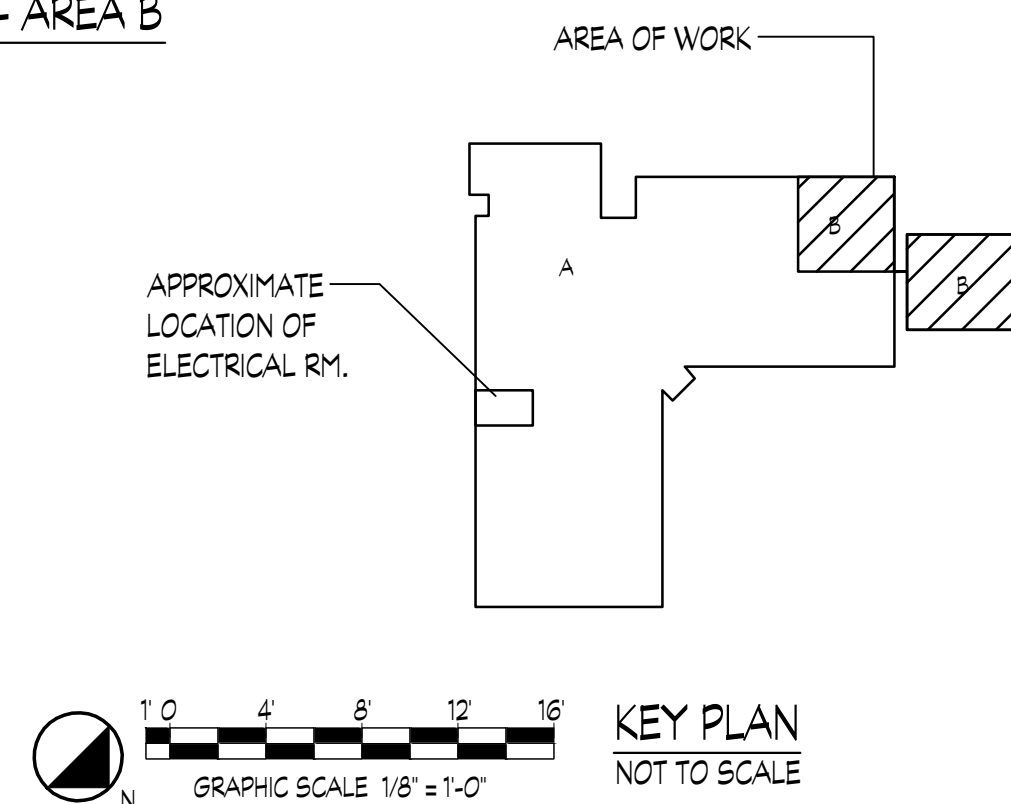 - AREA B
AREA OF WORK
B
A
B
APPROXIMATE
LOCATION OF
ELECTRICAL RM.
1' 0 4' 8' 12' 16'
GRAPHIC SCALE 1/8" = 1'-0"
N
KEY PLAN
NOT TO SCALE